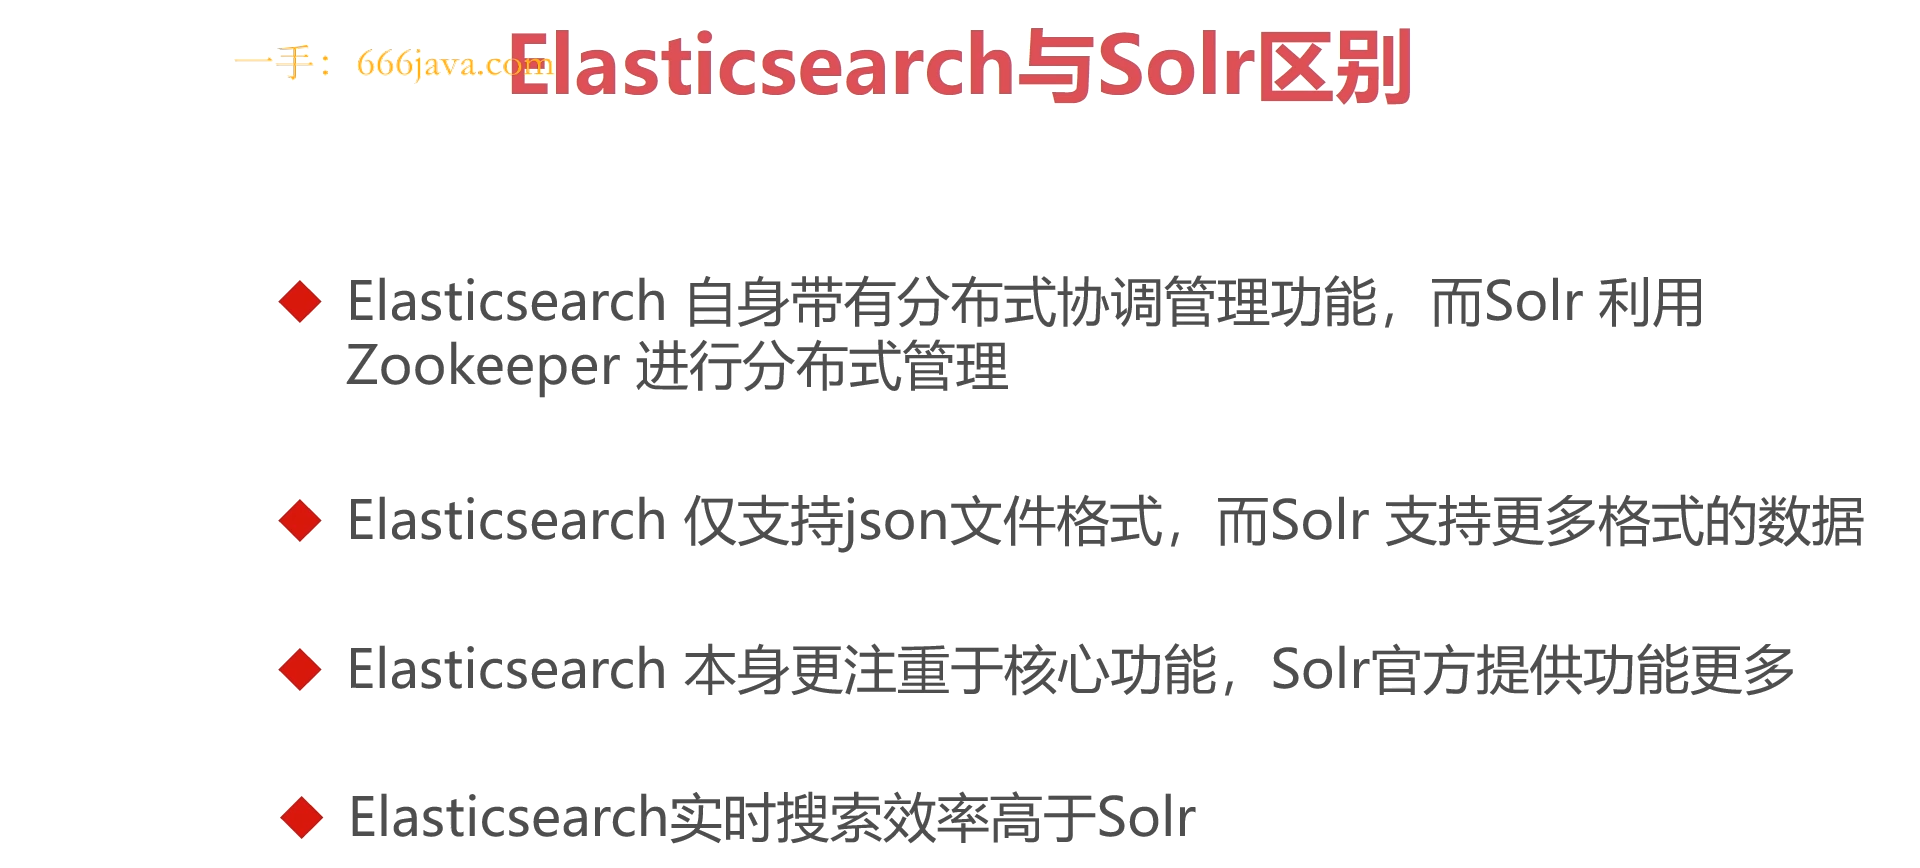 一手：666java.com
Elasticsearch与Solr区别
Elasticsearch 自身带有分布式协调管理功能，而Solr 利用
Zookeeper 进行分布式管理
Elasticsearch 仅支持json文件格式，而Solr 支持更多格式的数据
Elasticsearch 本身更注重于核心功能，Solr官方提供功能更多
Elasticsearch实时搜索效率高于Solr